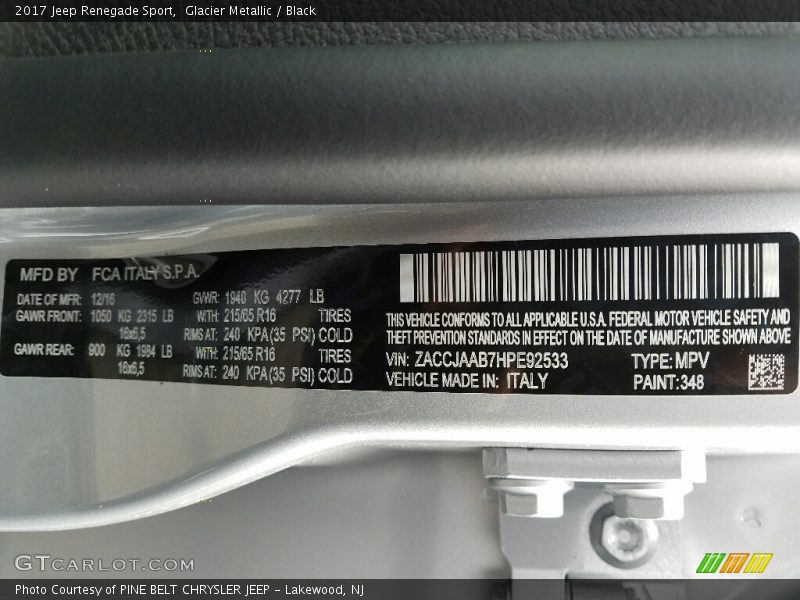 2017 Jeep Renegade Sport, Glacier Metallic / Black
MFD BY FCA ITALY S.P.A.
DATE OF MFR: 12/16 GVWR: 1940 KG 4277 LB
GAWR FRONT: 1050 KG 2315 LB WITH: 215/65 R16 TIRES
16x6,5 RIMS AT: 240 KPA(35 PSI) COLD
GAWR REAR: 900 KG 1984 LB WITH: 215/65 R16 TIRES
16x6,5 RIMS AT: 240 KPA(35 PSI) COLD
THIS VEHICLE CONFORMS TO ALL APPLICABLE U.S.A. FEDERAL MOTOR VEHICLE SAFETY AND
THEFT PREVENTION STANDARDS IN EFFECT ON THE DATE OF MANUFACTURE SHOWN ABOVE
VIN: ZACCJAAB7HPE92533 TYPE: MPV
VEHICLE MADE IN: ITALY PAINT:348
GTCARLOT.COM
Photo Courtesy of PINE BELT CHRYSLER JEEP - Lakewood, NJ